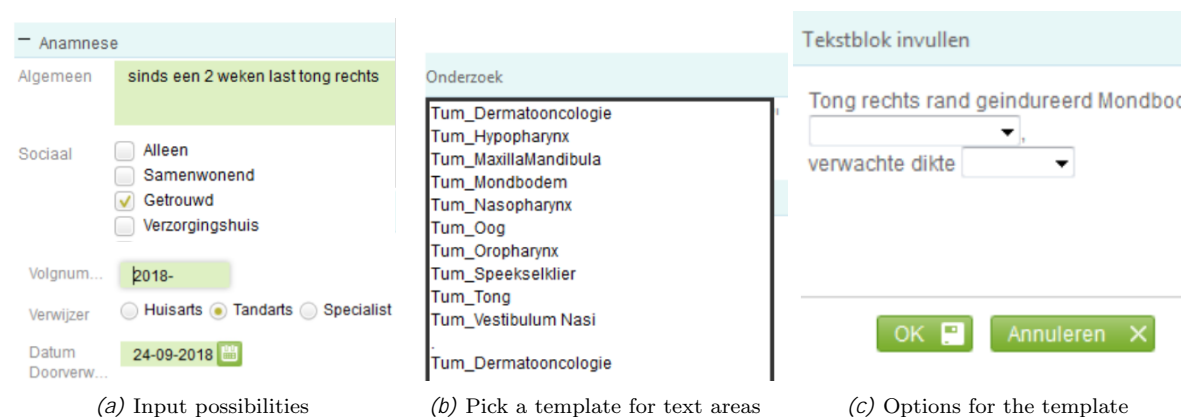 Anamnese
Algemeen
sinds een 2 weken last tong rechts
Sociaal
Alleen
Samenwonend
Getrouwd
Verzorgingshuis
Volgnum...
2018-
Verwijzer
Huisarts
Tandarts
Specialist
Datum
Doorverw...
24-09-2018
(a) Input possibilities
Onderzoek
Tum_Dermatooncologie
Tum_Hypopharynx
Tum_MaxillaMandibula
Tum_Mondbodem
Tum_Nasopharynx
Tum_Oog
Tum_Oropharynx
Tum_Speekselklier
Tum_Tong
Tum_Vestibulum Nasi
.
Tum_Dermatooncologie
(b) Pick a template for text areas
Tekstblok invullen
Tong rechts rand geindureerd Mondbod
,
verwachte dikte
OK
Annuleren
(c) Options for the template